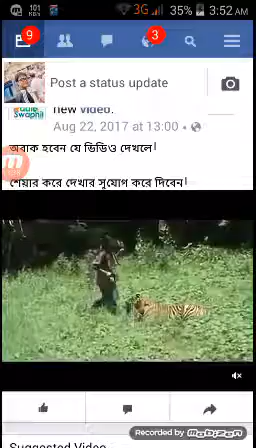 101
KB/s
3G
35%
3:52 AM
9
3
Post a status update
new video.
Aug 22, 2017 at 13:00
অবাক হবেন যে ভিডিও দেখলে।
শেয়ার করে দেখার সুযোগ করে দিবেন।
Recorded by Mobizen
Suggested Video